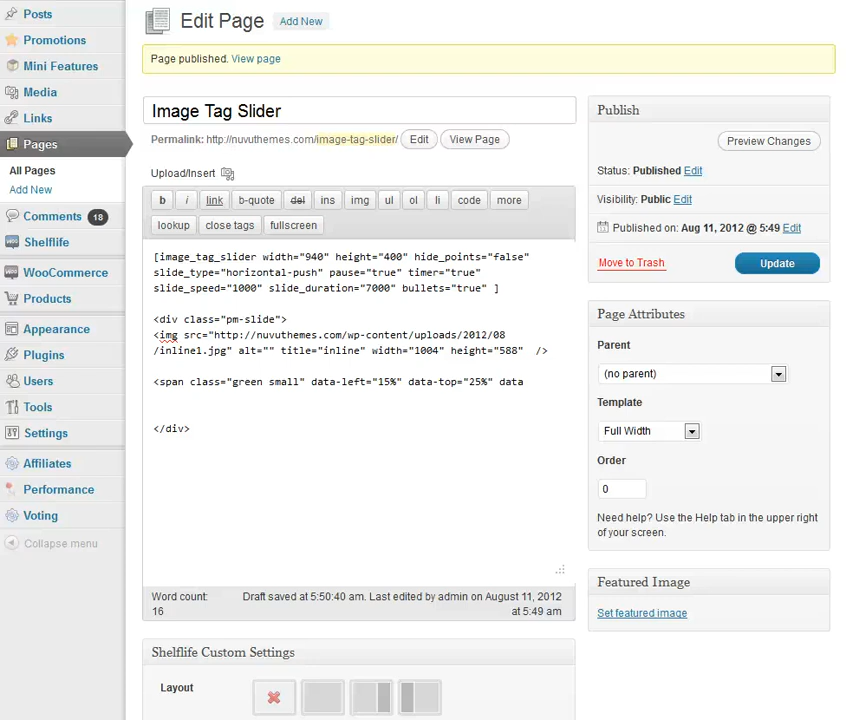 Posts
Promotions
Mini Features
Media
Links
Pages
All Pages
Add New
Comments 18
Shelflife
WooCommerce
Products
Appearance
Plugins
Users
Tools
Settings
Affiliates
Performance
Voting
Collapse menu
Edit Page Add New
Page published. View page
Image Tag Slider
Permalink: http://nuvuthemes.com/image-tag-slider/ Edit View Page
Upload/Insert
b i link b-quote del ins img ul ol li code more
lookup close tags fullscreen
[image_tag_slider width="940" height="400" hide_points="false"
slide_type="horizontal-push" pause="true" timer="true"
slide_speed="1000" slide_duration="7000" bullets="true" ]
<div class="pm-slide">
<img src="http://nuvuthemes.com/wp-content/uploads/2012/08
/inline1.jpg" alt="" title="inline" width="1004" height="588" />
<span class="green small" data-left="15%" data-top="25%" data
</div>
Word count:
16
Draft saved at 5:50:40 am. Last edited by admin on August 11, 2012
at 5:49 am
Shelflife Custom Settings
Layout
Publish
Preview Changes
Status: Published Edit
Visibility: Public Edit
Published on: Aug 11, 2012 @ 5:49 Edit
Move to Trash Update
Page Attributes
Parent
(no parent)
Template
Full Width
Order
0
Need help? Use the Help tab in the upper right
of your screen.
Featured Image
Set featured image